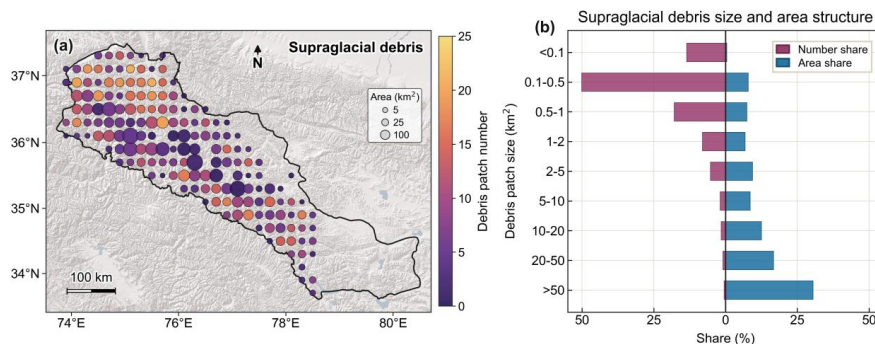 (a)
Supraglacial debris
N
Area (km²)
5
25
100
37°N
36°N
35°N
34°N
100 km
74°E
76°E
78°E
80°E
25
20
15
10
5
0
Debris patch number
(b)
Supraglacial debris size and area structure
Number share
Area share
<0.1
0.1-0.5
0.5-1
1-2
2-5
5-10
10-20
20-50
>50
Debris patch size (km²)
50
25
0
25
50
Share (%)